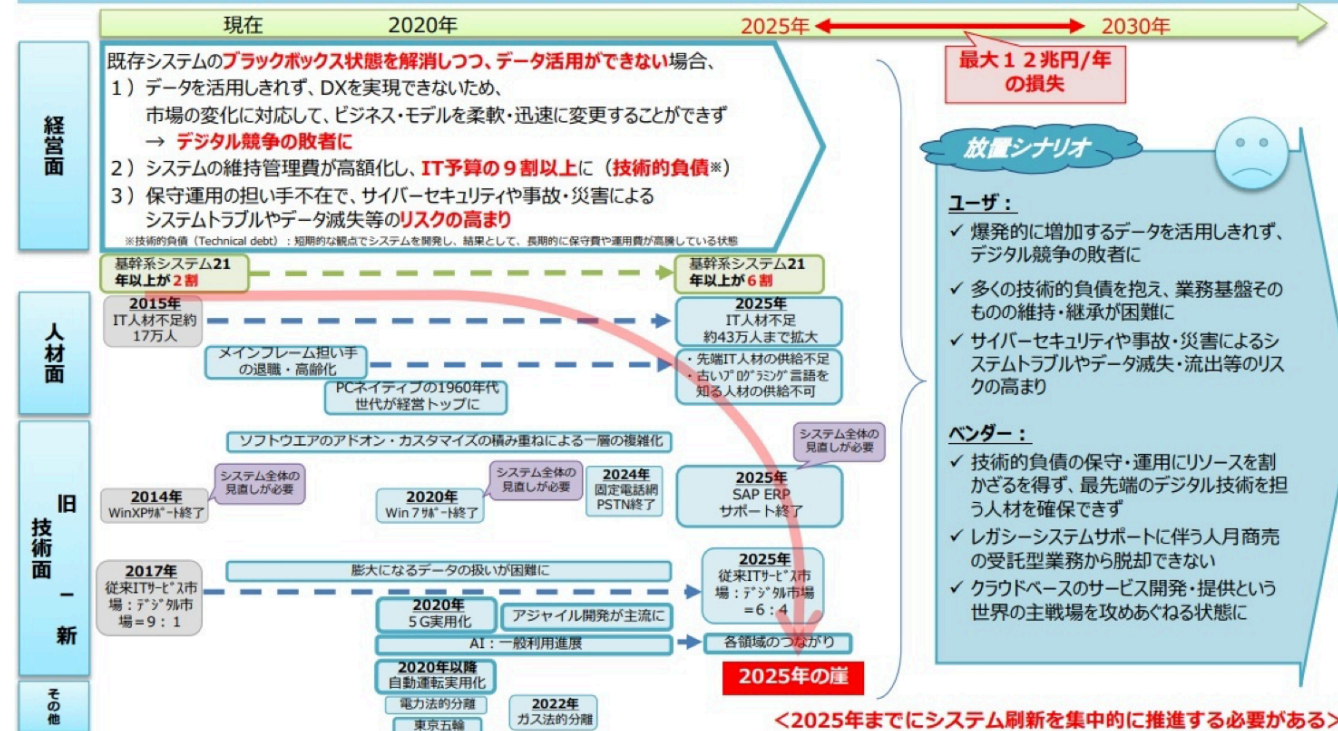 現在
2020年
2025年
2030年
最大12兆円/年
の損失
経営面
既存システムのブラックボックス状態を解消しつつ、データ活用ができない場合、
1）データを活用しきれず、DXを実現できないため、
市場の変化に対応して、ビジネス・モデルを柔軟・迅速に変更することができず
→ デジタル競争の敗者に
2）システムの維持管理費が高額化し、IT予算の９割以上に（技術的負債※）
3）保守運用の担い手不在で、サイバーセキュリティや事故・災害による
システムトラブルやデータ滅失等のリスクの高まり
※技術的負債（Technical debt）：短期的な観点でシステムを開発し、結果として、長期的に保守費や運用費が高騰している状態
基幹系システム21
年以上が２割
基幹系システム21
年以上が６割
人材面
2015年
IT人材不足約
17万人
2025年
IT人材不足
約43万人まで拡大
メインフレーム担い手
の退職・高齢化
・先端IT人材の供給不足
・古いプログラミング言語を
知る人材の供給不可
PCネイティブの1960年代
世代が経営トップに
技術面
旧
－
新
ソフトウエアのアドオン・カスタマイズの積み重ねによる一層の複雑化
システム全体の
見直しが必要
2014年
WinXPサポート終了
システム全体の
見直しが必要
2020年
Win７サポート終了
2024年
固定電話網
PSTN終了
システム全体の
見直しが必要
2025年
SAP ERP
サポート終了
2017年
従来ITサービス市
場：デジタル市
場＝9：1
膨大になるデータの扱いが困難に
2025年
従来ITサービス市
場：デジタル市場
＝6：4
2020年
５G実用化
アジャイル開発が主流に
AI：一般利用進展
各領域のつながり
2020年以降
自動運転実用化
2025年の崖
その他
電力法的分離
東京五輪
2022年
ガス法的分離
放置シナリオ
ユーザ：
✓ 爆発的に増加するデータを活用しきれず、
デジタル競争の敗者に
✓ 多くの技術的負債を抱え、業務基盤そ
のものの維持・継承が困難に
✓ サイバーセキュリティや事故・災害によるシ
ステムトラブルやデータ滅失・流出等のリス
クの高まり
ベンダー：
✓ 技術的負債の保守・運用にリソースを割
かざるを得ず、最先端のデジタル技術を担
う人材を確保できず
✓ レガシーシステムサポートに伴う人月商売
の受託型業務から脱却できない
✓ クラウドベースのサービス開発・提供という
世界の主戦場を攻めあぐねる状態に
＜2025年までにシステム刷新を集中的に推進する必要がある＞